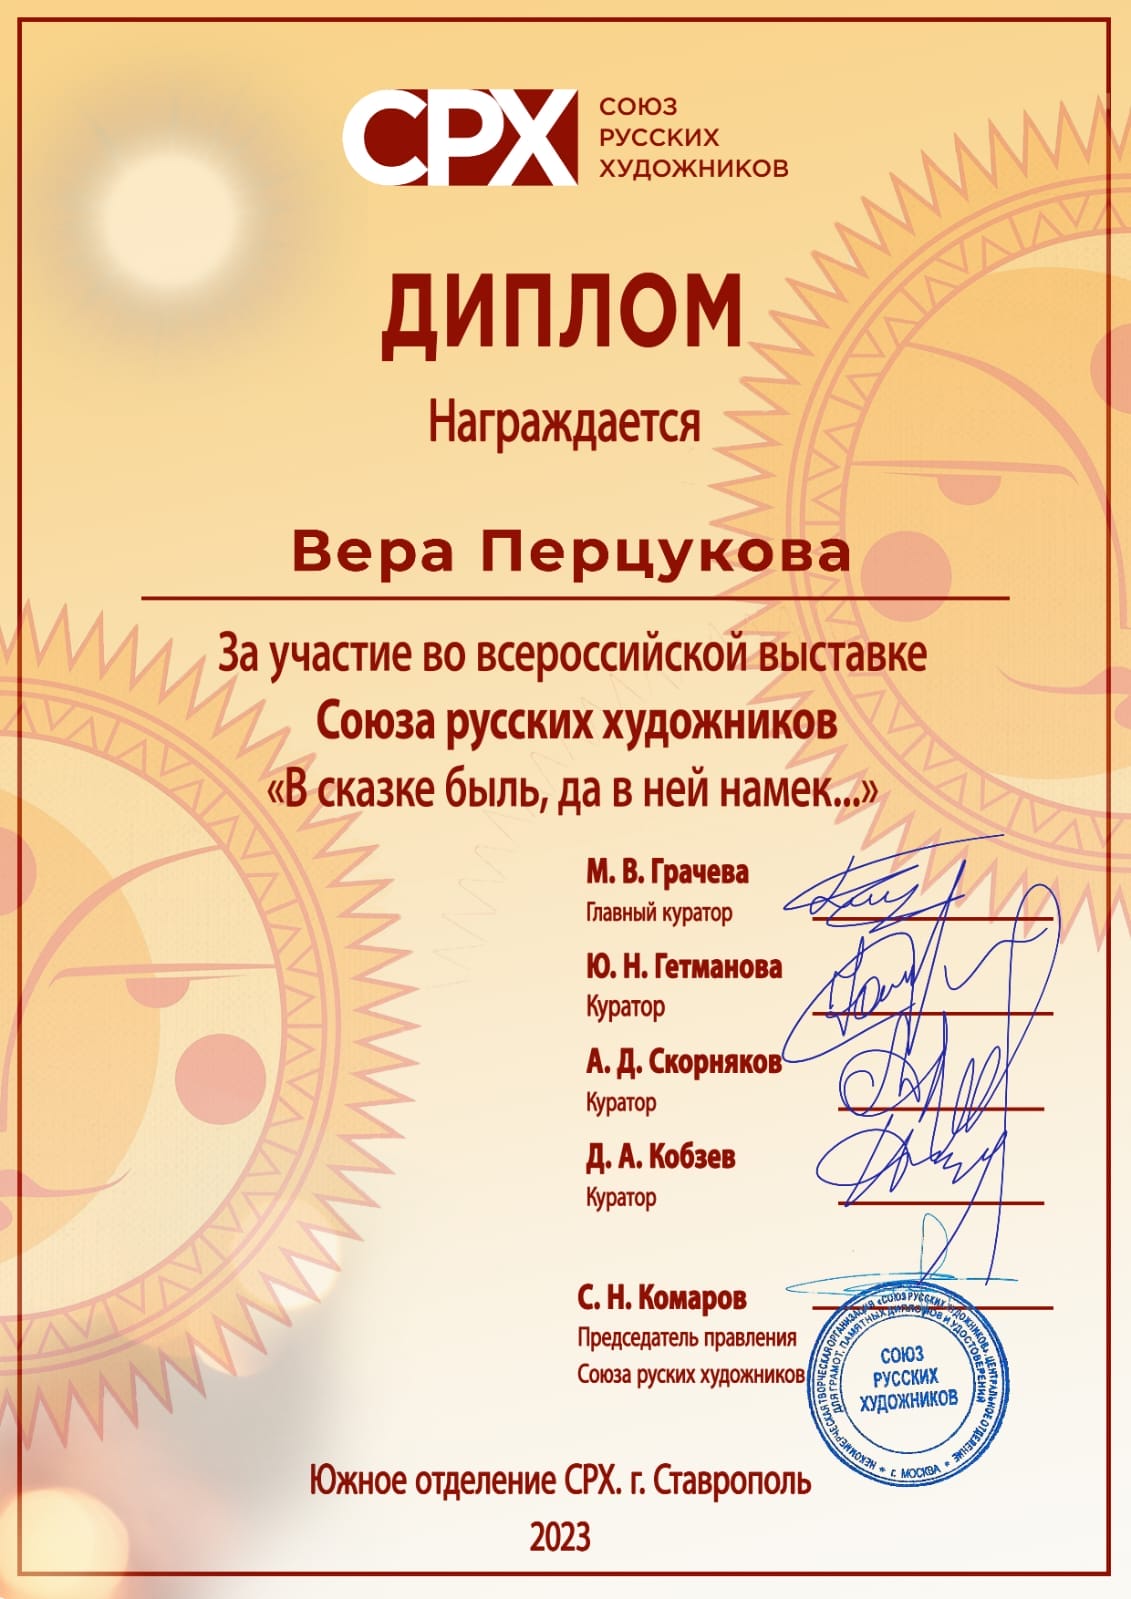 СРХ
СОЮЗ
РУССКИХ
ХУДОЖНИКОВ
ДИПЛОМ
Награждается
Вера Перцукова
За участие во всероссийской выставке
Союза русских художников
«В сказке быль, да в ней намек...»
М. В. Грачева
Главный куратор
Ю. Н. Гетманова
Куратор
А. Д. Скорняков
Куратор
Д. А. Кобзев
Куратор
С. Н. Комаров
Председатель правления
Союза руских художников
НЕКОММЕРЧЕСКАЯ ТВОРЧЕСКАЯ ОРГАНИЗАЦИЯ «СОЮЗ РУССКИХ ХУДОЖНИКОВ». ЦЕНТРАЛЬНОЕ ОТДЕЛЕНИЕ
* г. МОСКВА *
ДЛЯ ГРАМОТ, ПАМЯТНЫХ ДИПЛОМОВ И УДОСТОВЕРЕНИЙ
СОЮЗ
РУССКИХ
ХУДОЖНИКОВ
Южное отделение СРХ. г. Ставрополь
2023